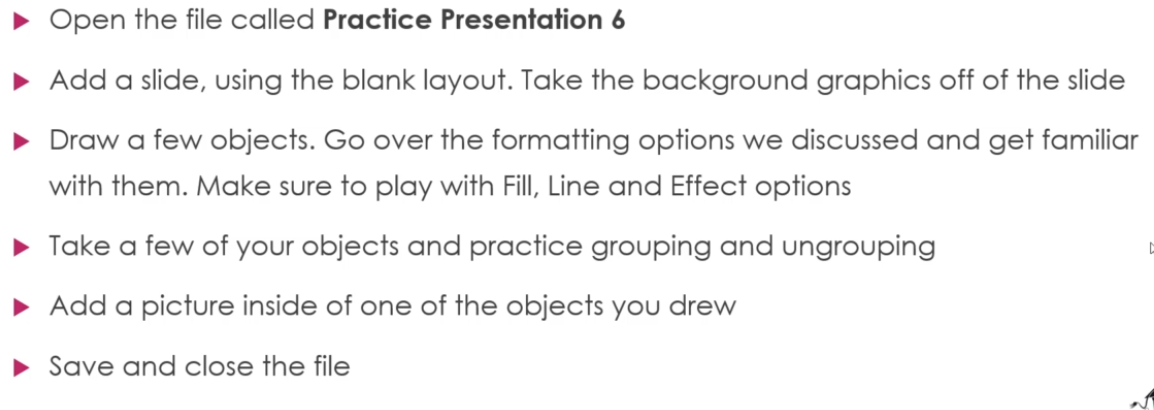 Open the file called Practice Presentation 6
Add a slide, using the blank layout. Take the background graphics off of the slide
Draw a few objects. Go over the formatting options we discussed and get familiar
with them. Make sure to play with Fill, Line and Effect options
Take a few of your objects and practice grouping and ungrouping
Add a picture inside of one of the objects you drew
Save and close the file